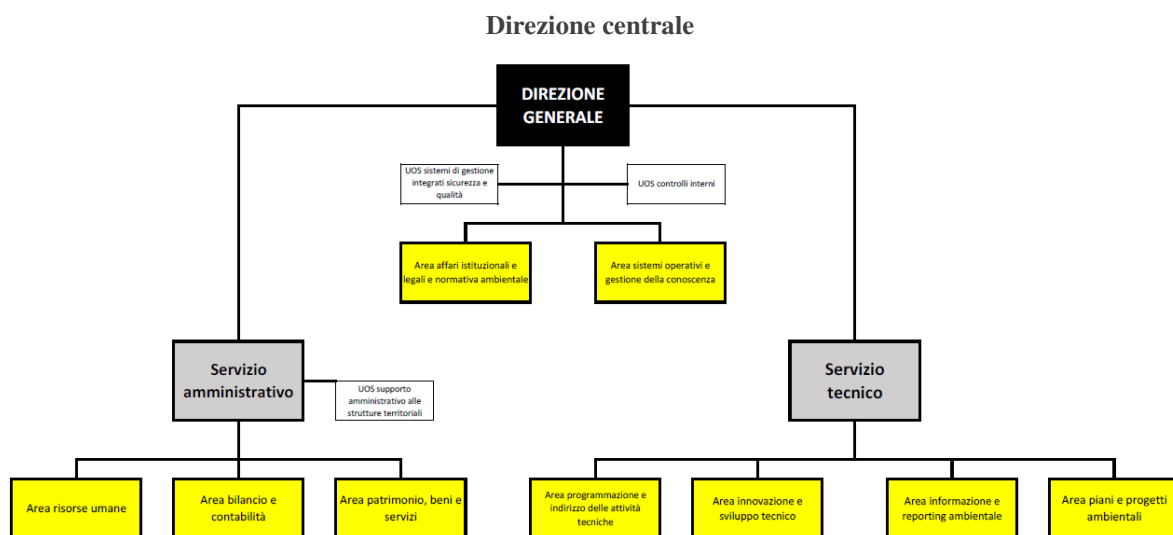 Direzione centrale
DIREZIONE
GENERALE
UOS sistemi di gestione
integrati sicurezza e
qualità
UOS controlli interni
Area affari istituzionali e
legali e normativa ambientale
Area sistemi operativi e
gestione della conoscenza
Servizio
amministrativo
UOS supporto
amministrativo alle
strutture territoriali
Servizio
tecnico
Area risorse umane
Area bilancio e
contabilità
Area patrimonio, beni e
servizi
Area programmazione e
indirizzo delle attività
tecniche
Area innovazione e
sviluppo tecnico
Area informazione e
reporting ambientale
Area piani e progetti
ambientali